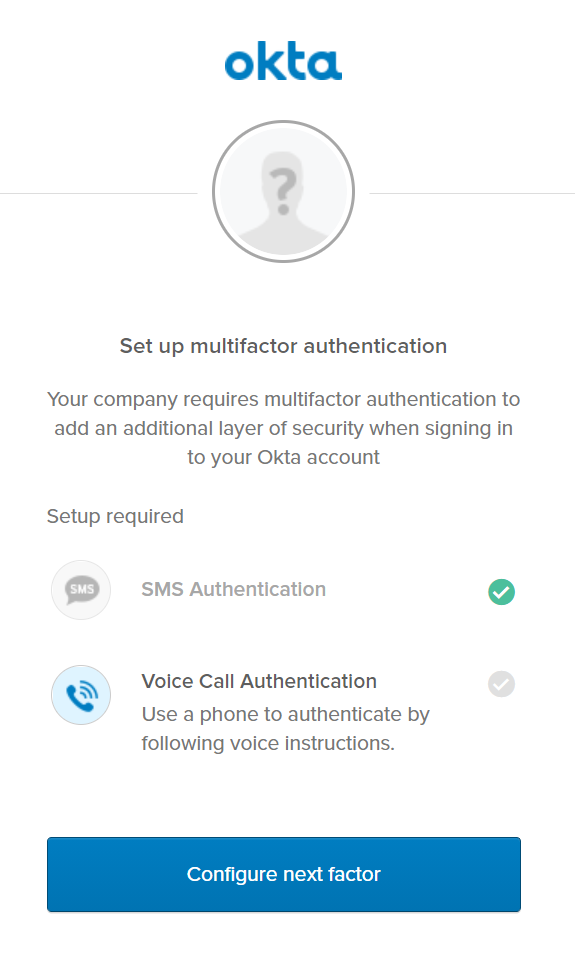 okta
?
Set up multifactor authentication
Your company requires multifactor authentication to
add an additional layer of security when signing in
to your Okta account
Setup required
SMS
SMS Authentication
Voice Call Authentication
Use a phone to authenticate by
following voice instructions.
Configure next factor